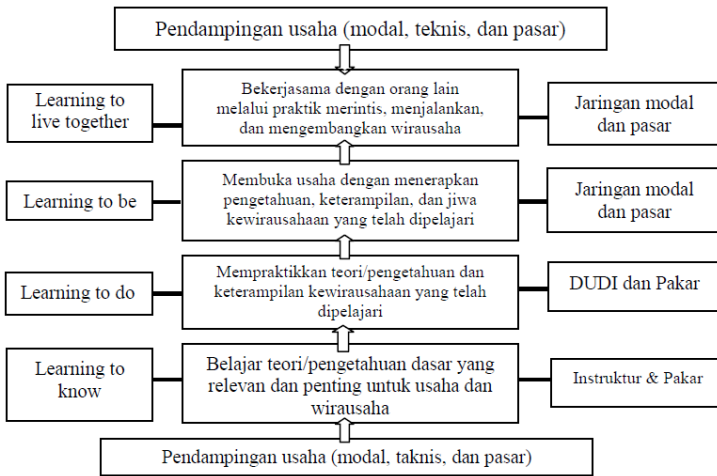 Pendampingan usaha (modal, teknis, dan pasar)
Learning to
live together
Bekerjasama dengan orang lain
melalui praktik merintis, menjalankan,
dan mengembangkan wirausaha
Jaringan modal
dan pasar
Learning to be
Membuka usaha dengan menerapkan
pengetahuan, keterampilan, dan jiwa
kewirausahaan yang telah dipelajari
Jaringan modal
dan pasar
Learning to do
Mempraktikkan teori/pengetahuan dan
keterampilan kewirausahaan yang telah
dipelajari
DUDI dan Pakar
Learning to
know
Belajar teori/pengetahuan dasar yang
relevan dan penting untuk usaha dan
wirausaha
Instruktur & Pakar
Pendampingan usaha (modal, taknis, dan pasar)